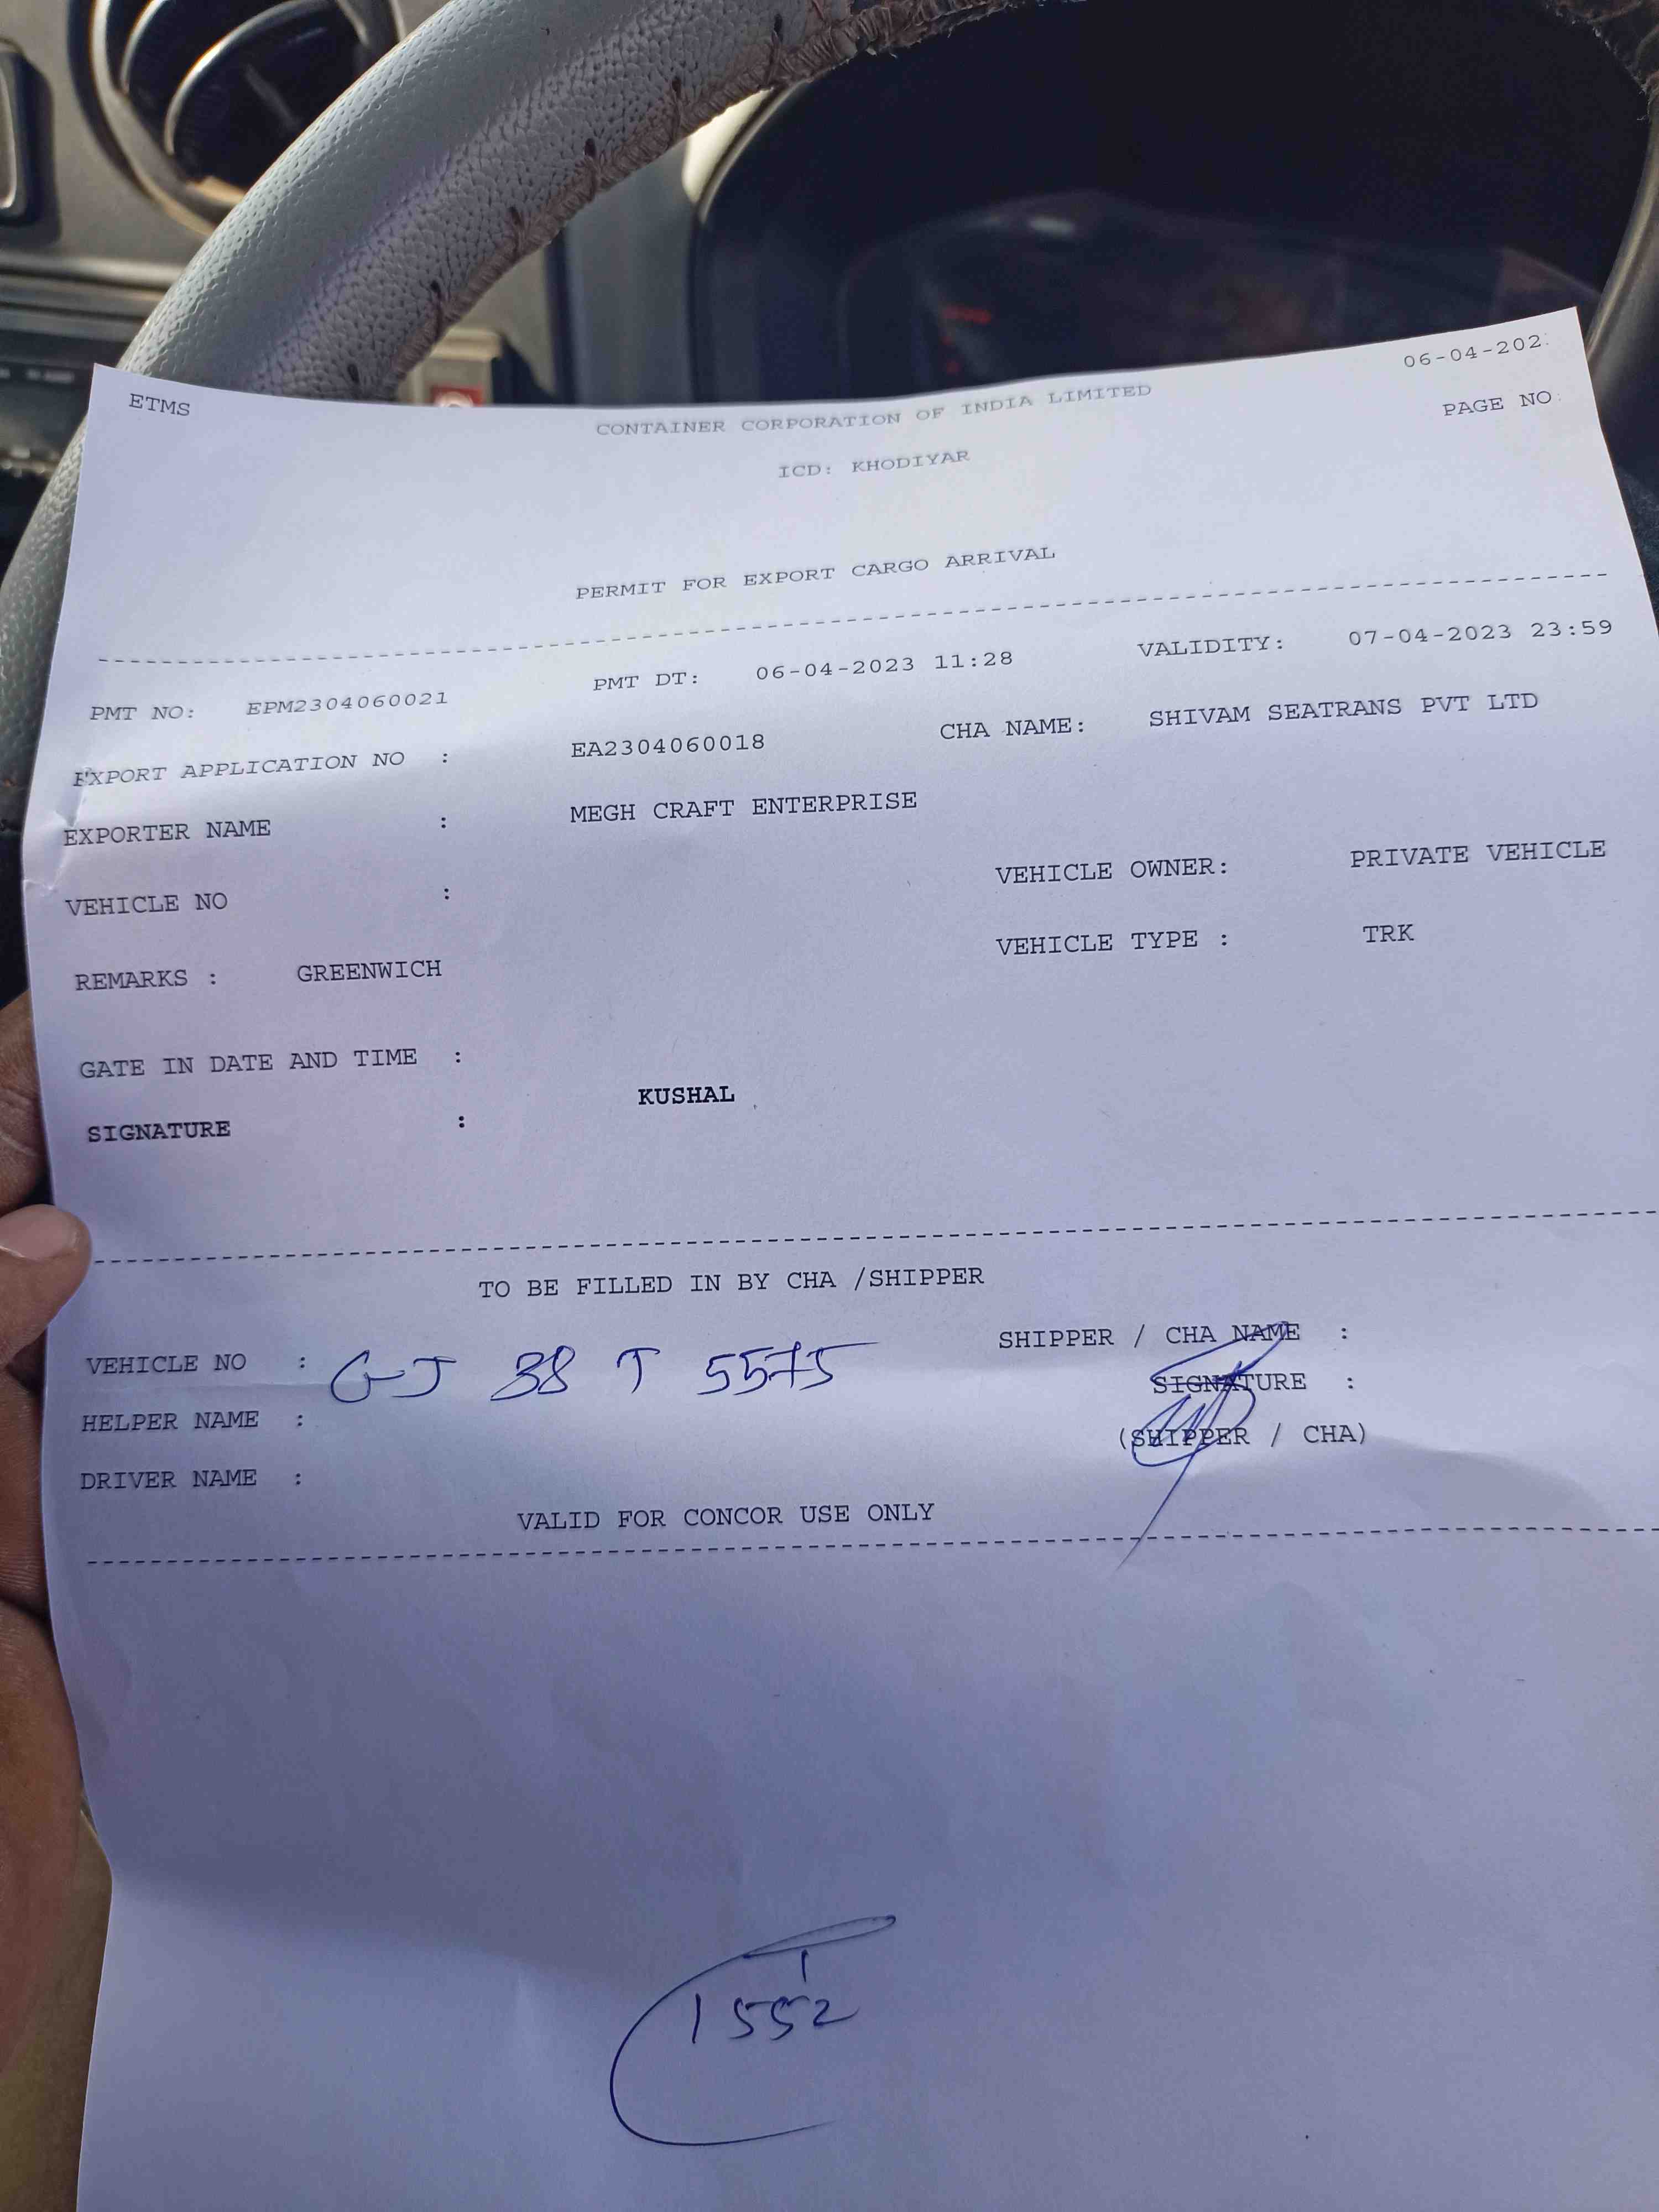 06-04-202
ETMS CONTAINER CORPORATION OF INDIA LIMITED PAGE NO:
ICD: KHODIYAR
PERMIT FOR EXPORT CARGO ARRIVAL
PMT NO: EPM2304060021 PMT DT: 06-04-2023 11:28 VALIDITY: 07-04-2023 23:59
EXPORT APPLICATION NO : EA2304060018 CHA NAME: SHIVAM SEATRANS PVT LTD
EXPORTER NAME : MEGH CRAFT ENTERPRISE
VEHICLE NO : VEHICLE OWNER: PRIVATE VEHICLE
REMARKS : GREENWICH VEHICLE TYPE : TRK
GATE IN DATE AND TIME :
SIGNATURE : KUSHAL
TO BE FILLED IN BY CHA /SHIPPER
VEHICLE NO : GJ 38 T 5575 SHIPPER / CHA NAME :
HELPER NAME : SIGNATURE :
DRIVER NAME : (SHIPPER / CHA)
VALID FOR CONCOR USE ONLY
1552